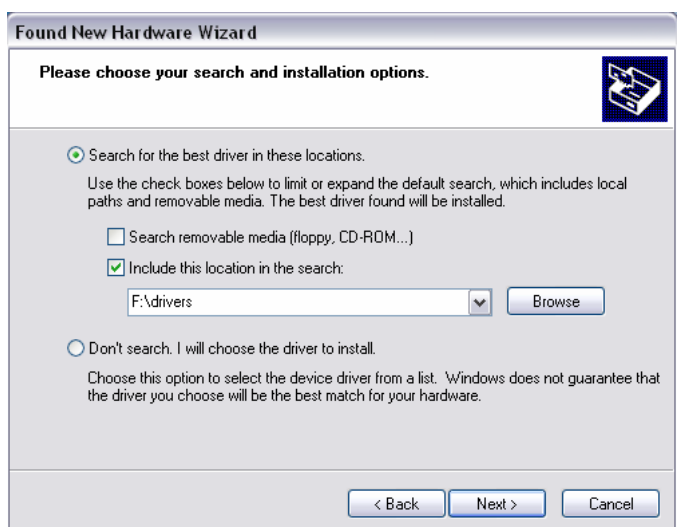 Found New Hardware Wizard
Please choose your search and installation options.
Search for the best driver in these locations.
Use the check boxes below to limit or expand the default search, which includes local
paths and removable media. The best driver found will be installed.
Search removable media (floppy, CD-ROM...)
Include this location in the search:
F:\drivers
Browse
Don't search. I will choose the driver to install.
Choose this option to select the device driver from a list. Windows does not guarantee that
the driver you choose will be the best match for your hardware.
< Back Next > Cancel